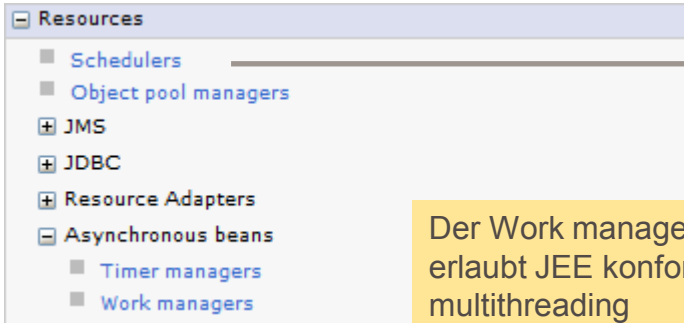 Resources
Schedulers
Object pool managers
JMS
JDBC
Resource Adapters
Asynchronous beans
Timer managers
Work managers
Der Work manage
erlaubt JEE konfor
multithreading